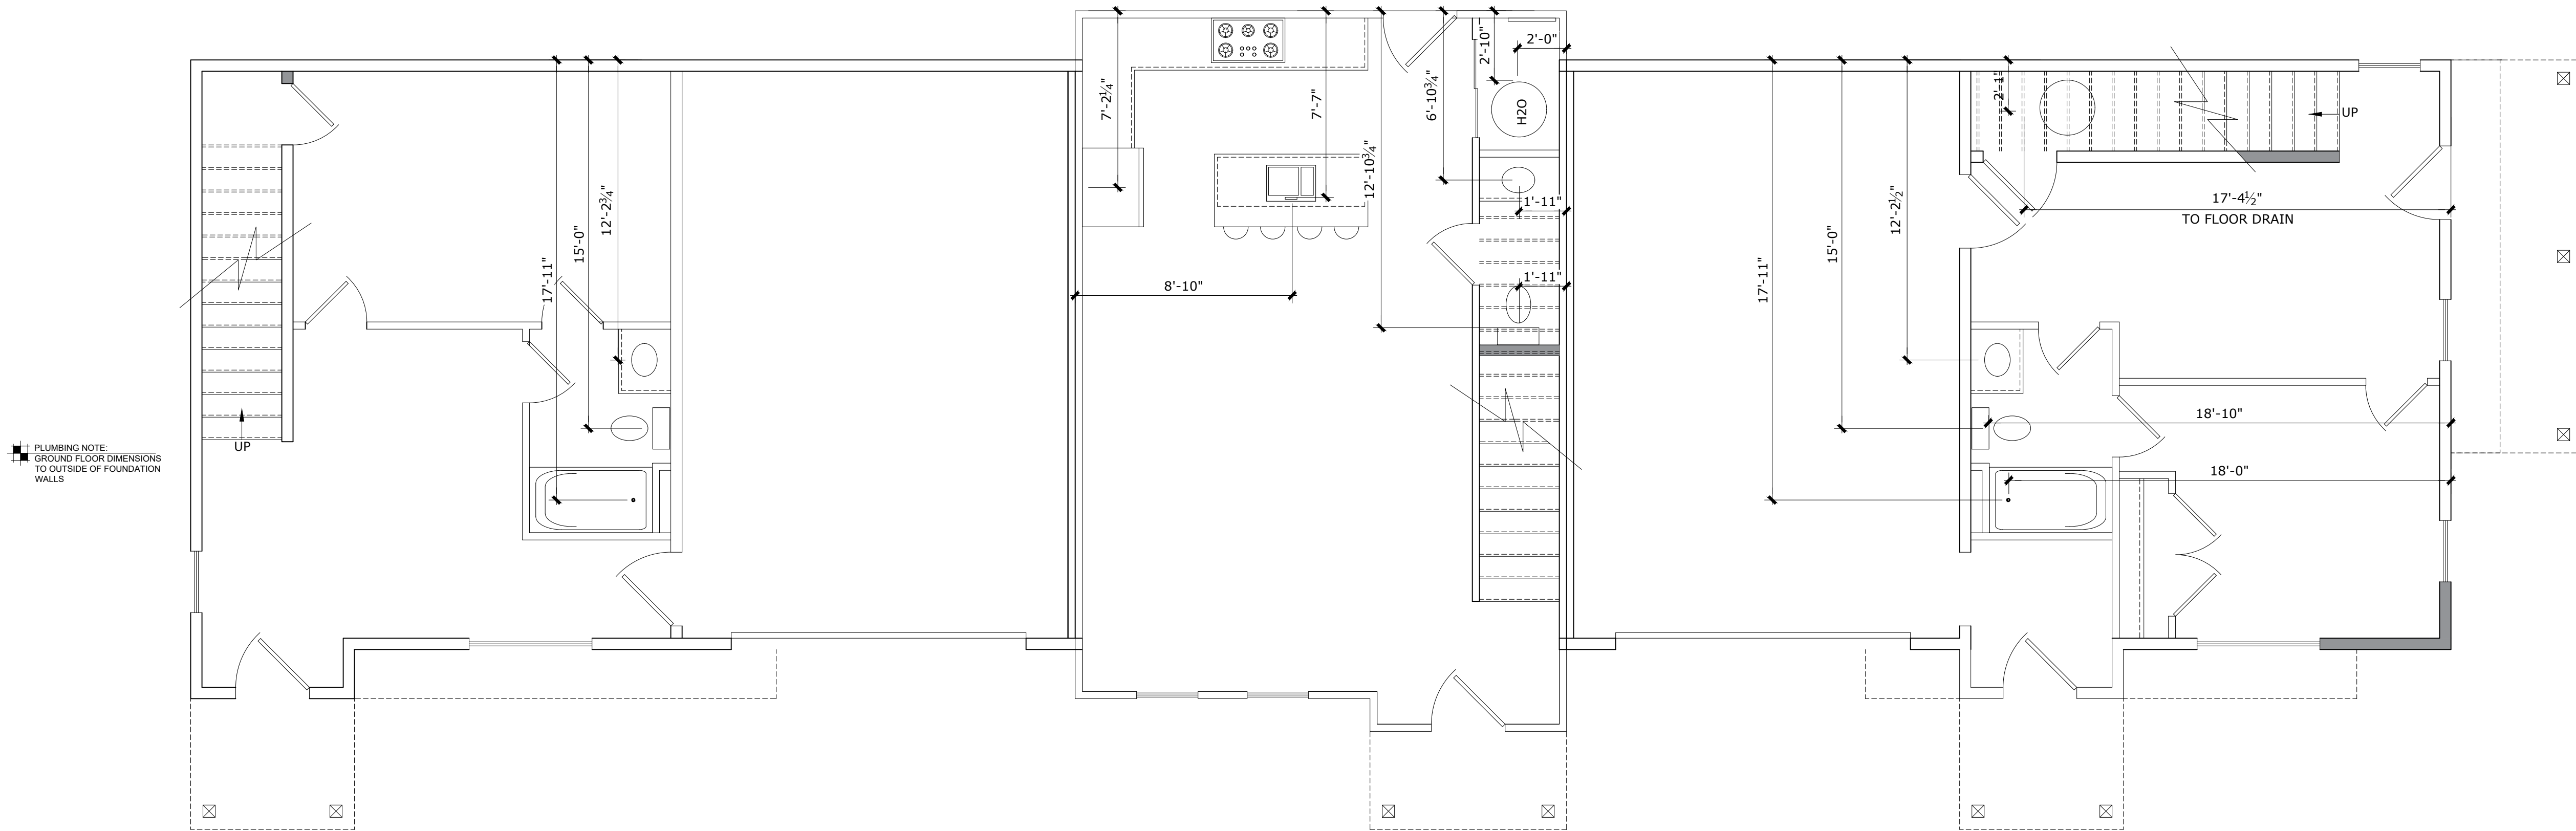 PLUMBING NOTE:
GROUND FLOOR DIMENSIONS
TO OUTSIDE OF FOUNDATION
WALLS
UP
17'-11"
15'-0"
12'-2¾"
7'-2¼"
8'-10"
7'-7"
12'-10¾"
6'-10¾"
2'-10"
2'-0"
H2O
1'-11"
1'-11"
17'-11"
15'-0"
12'-2½"
2'-1"
UP
17'-4½"
TO FLOOR DRAIN
18'-10"
18'-0"